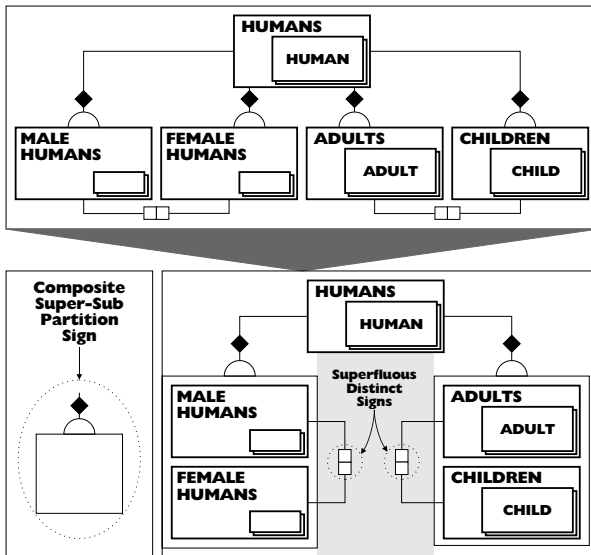 HUMANS
HUMAN
MALE
HUMANS
FEMALE
HUMANS
ADULTS
ADULT
CHILDREN
CHILD
Composite
Super-Sub
Partition
Sign
HUMANS
HUMAN
MALE
HUMANS
FEMALE
HUMANS
Superfluous
Distinct
Signs
ADULTS
ADULT
CHILDREN
CHILD